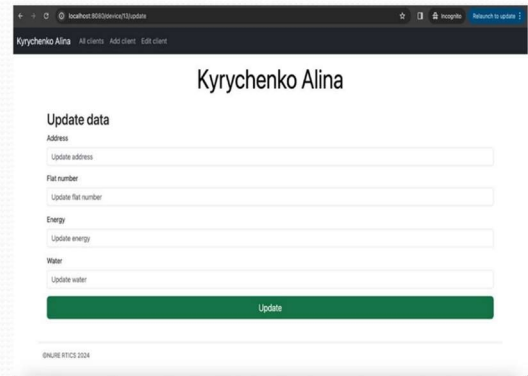 localhost:8080/device/13/update
Incognito
Relaunch to update
Kyrychenko Alina All clients Add client Edit client
Kyrychenko Alina
Update data
Address
Update address
Flat number
Update flat number
Energy
Update energy
Water
Update water
Update
©NURE RTICS 2024